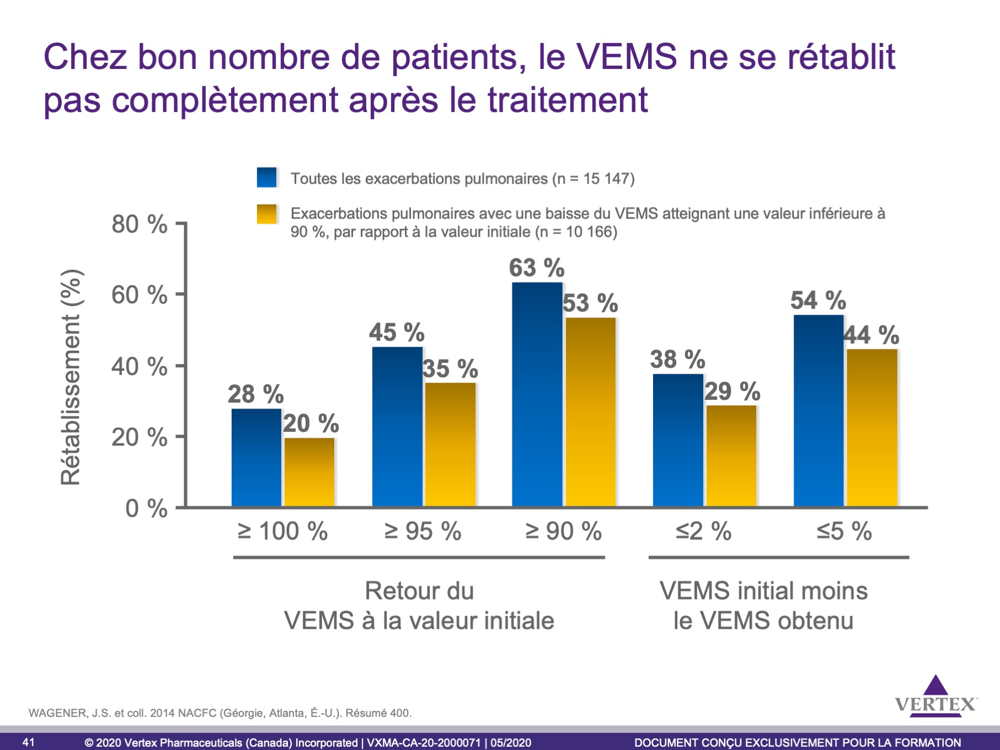 Chez bon nombre de patients, le VEMS ne se rétablit
pas complètement après le traitement
Toutes les exacerbations pulmonaires (n = 15 147)
Exacerbations pulmonaires avec une baisse du VEMS atteignant une valeur inférieure à
90 %, par rapport à la valeur initiale (n = 10 166)
Rétablissement (%)
80 %
60 %
40 %
20 %
0 %
28 %
20 %
45 %
35 %
63 %
53 %
38 %
29 %
54 %
44 %
≥ 100 %
≥ 95 %
≥ 90 %
≤2 %
≤5 %
Retour du
VEMS à la valeur initiale
VEMS initial moins
le VEMS obtenu
WAGENER, J.S. et coll. 2014 NACFC (Géorgie, Atlanta, É.-U.). Résumé 400.
VERTEX™
41
© 2020 Vertex Pharmaceuticals (Canada) Incorporated | VXMA-CA-20-2000071 | 05/2020
DOCUMENT CONÇU EXCLUSIVEMENT POUR LA FORMATION